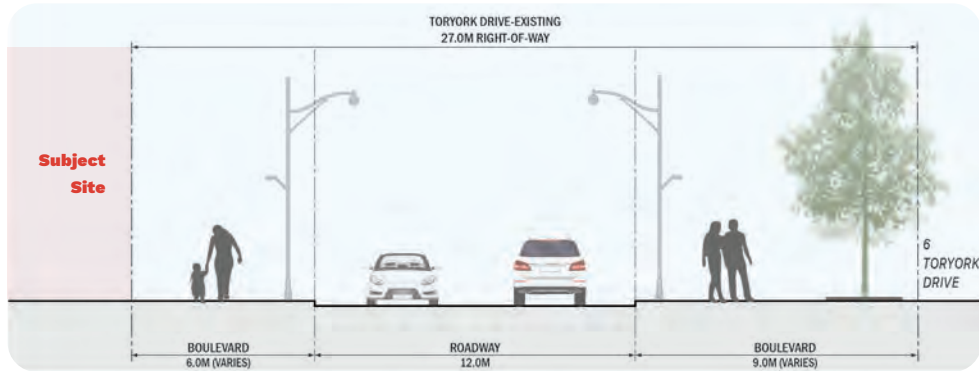 TORYORK DRIVE-EXISTING
27.0M RIGHT-OF-WAY
Subject
Site
6
TORYORK
DRIVE
BOULEVARD
6.0M (VARIES)
ROADWAY
12.0M
BOULEVARD
9.0M (VARIES)